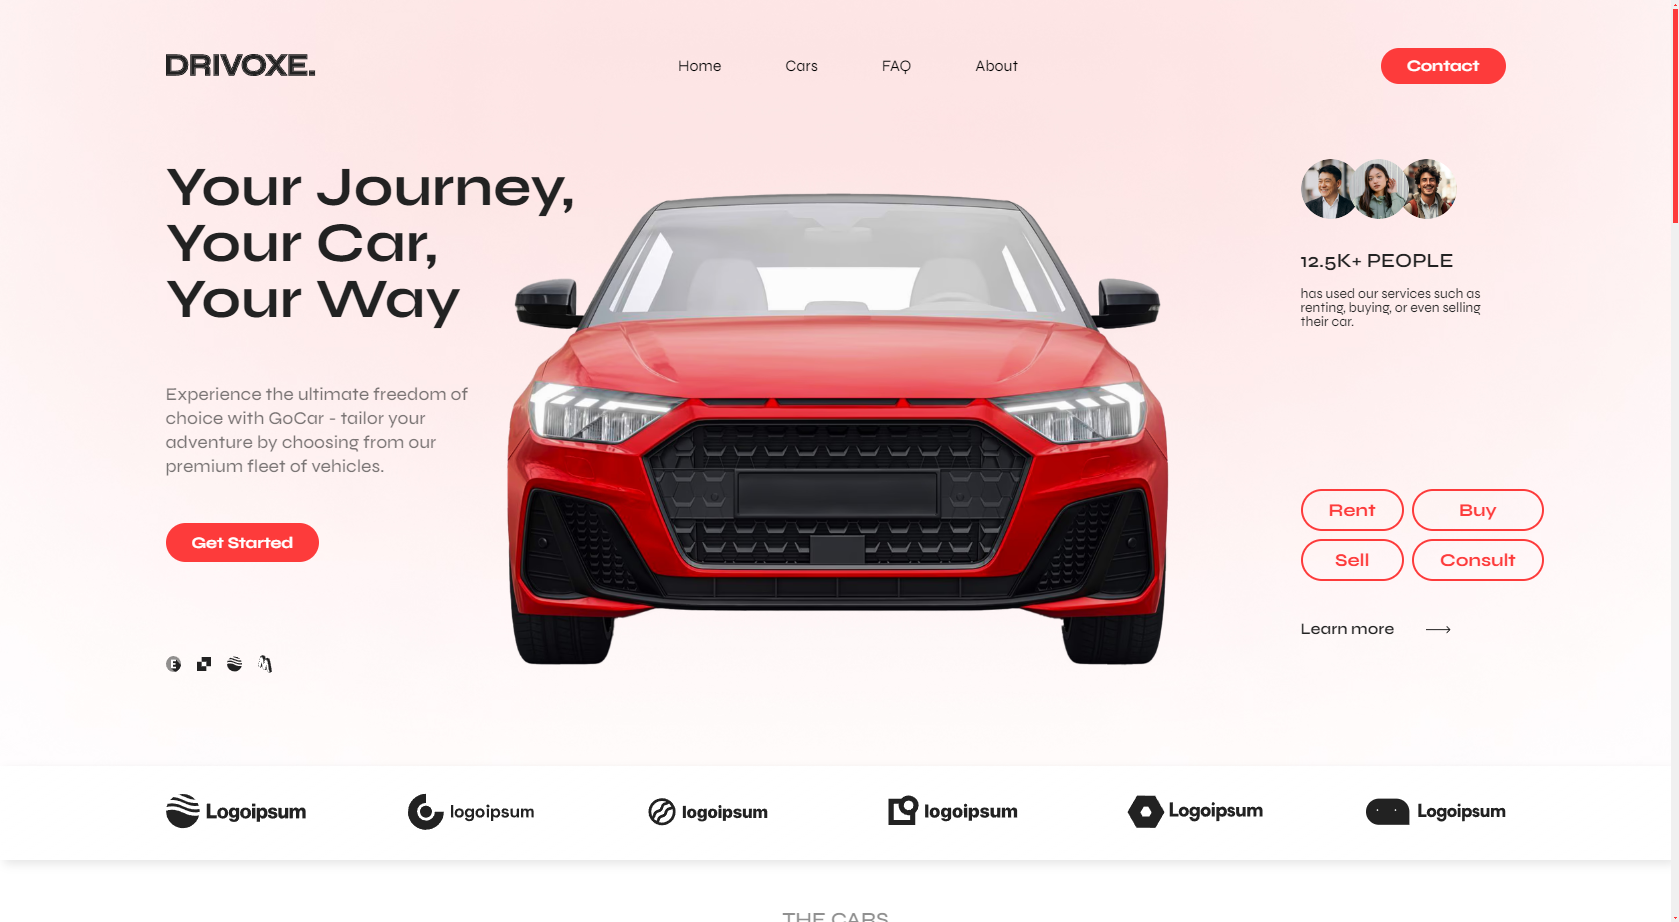 DRIVOXE.
Home
Cars
FAQ
About
Contact
Your Journey,
Your Car,
Your Way
Experience the ultimate freedom of
choice with GoCar - tailor your
adventure by choosing from our
premium fleet of vehicles.
Get Started
12.5K+ PEOPLE
has used our services such as
renting, buying, or even selling
their car.
Rent
Buy
Sell
Consult
Learn more
E
M
Logoipsum
logoipsum
logoipsum
logoipsum
Logoipsum
Logoipsum
THE CARS